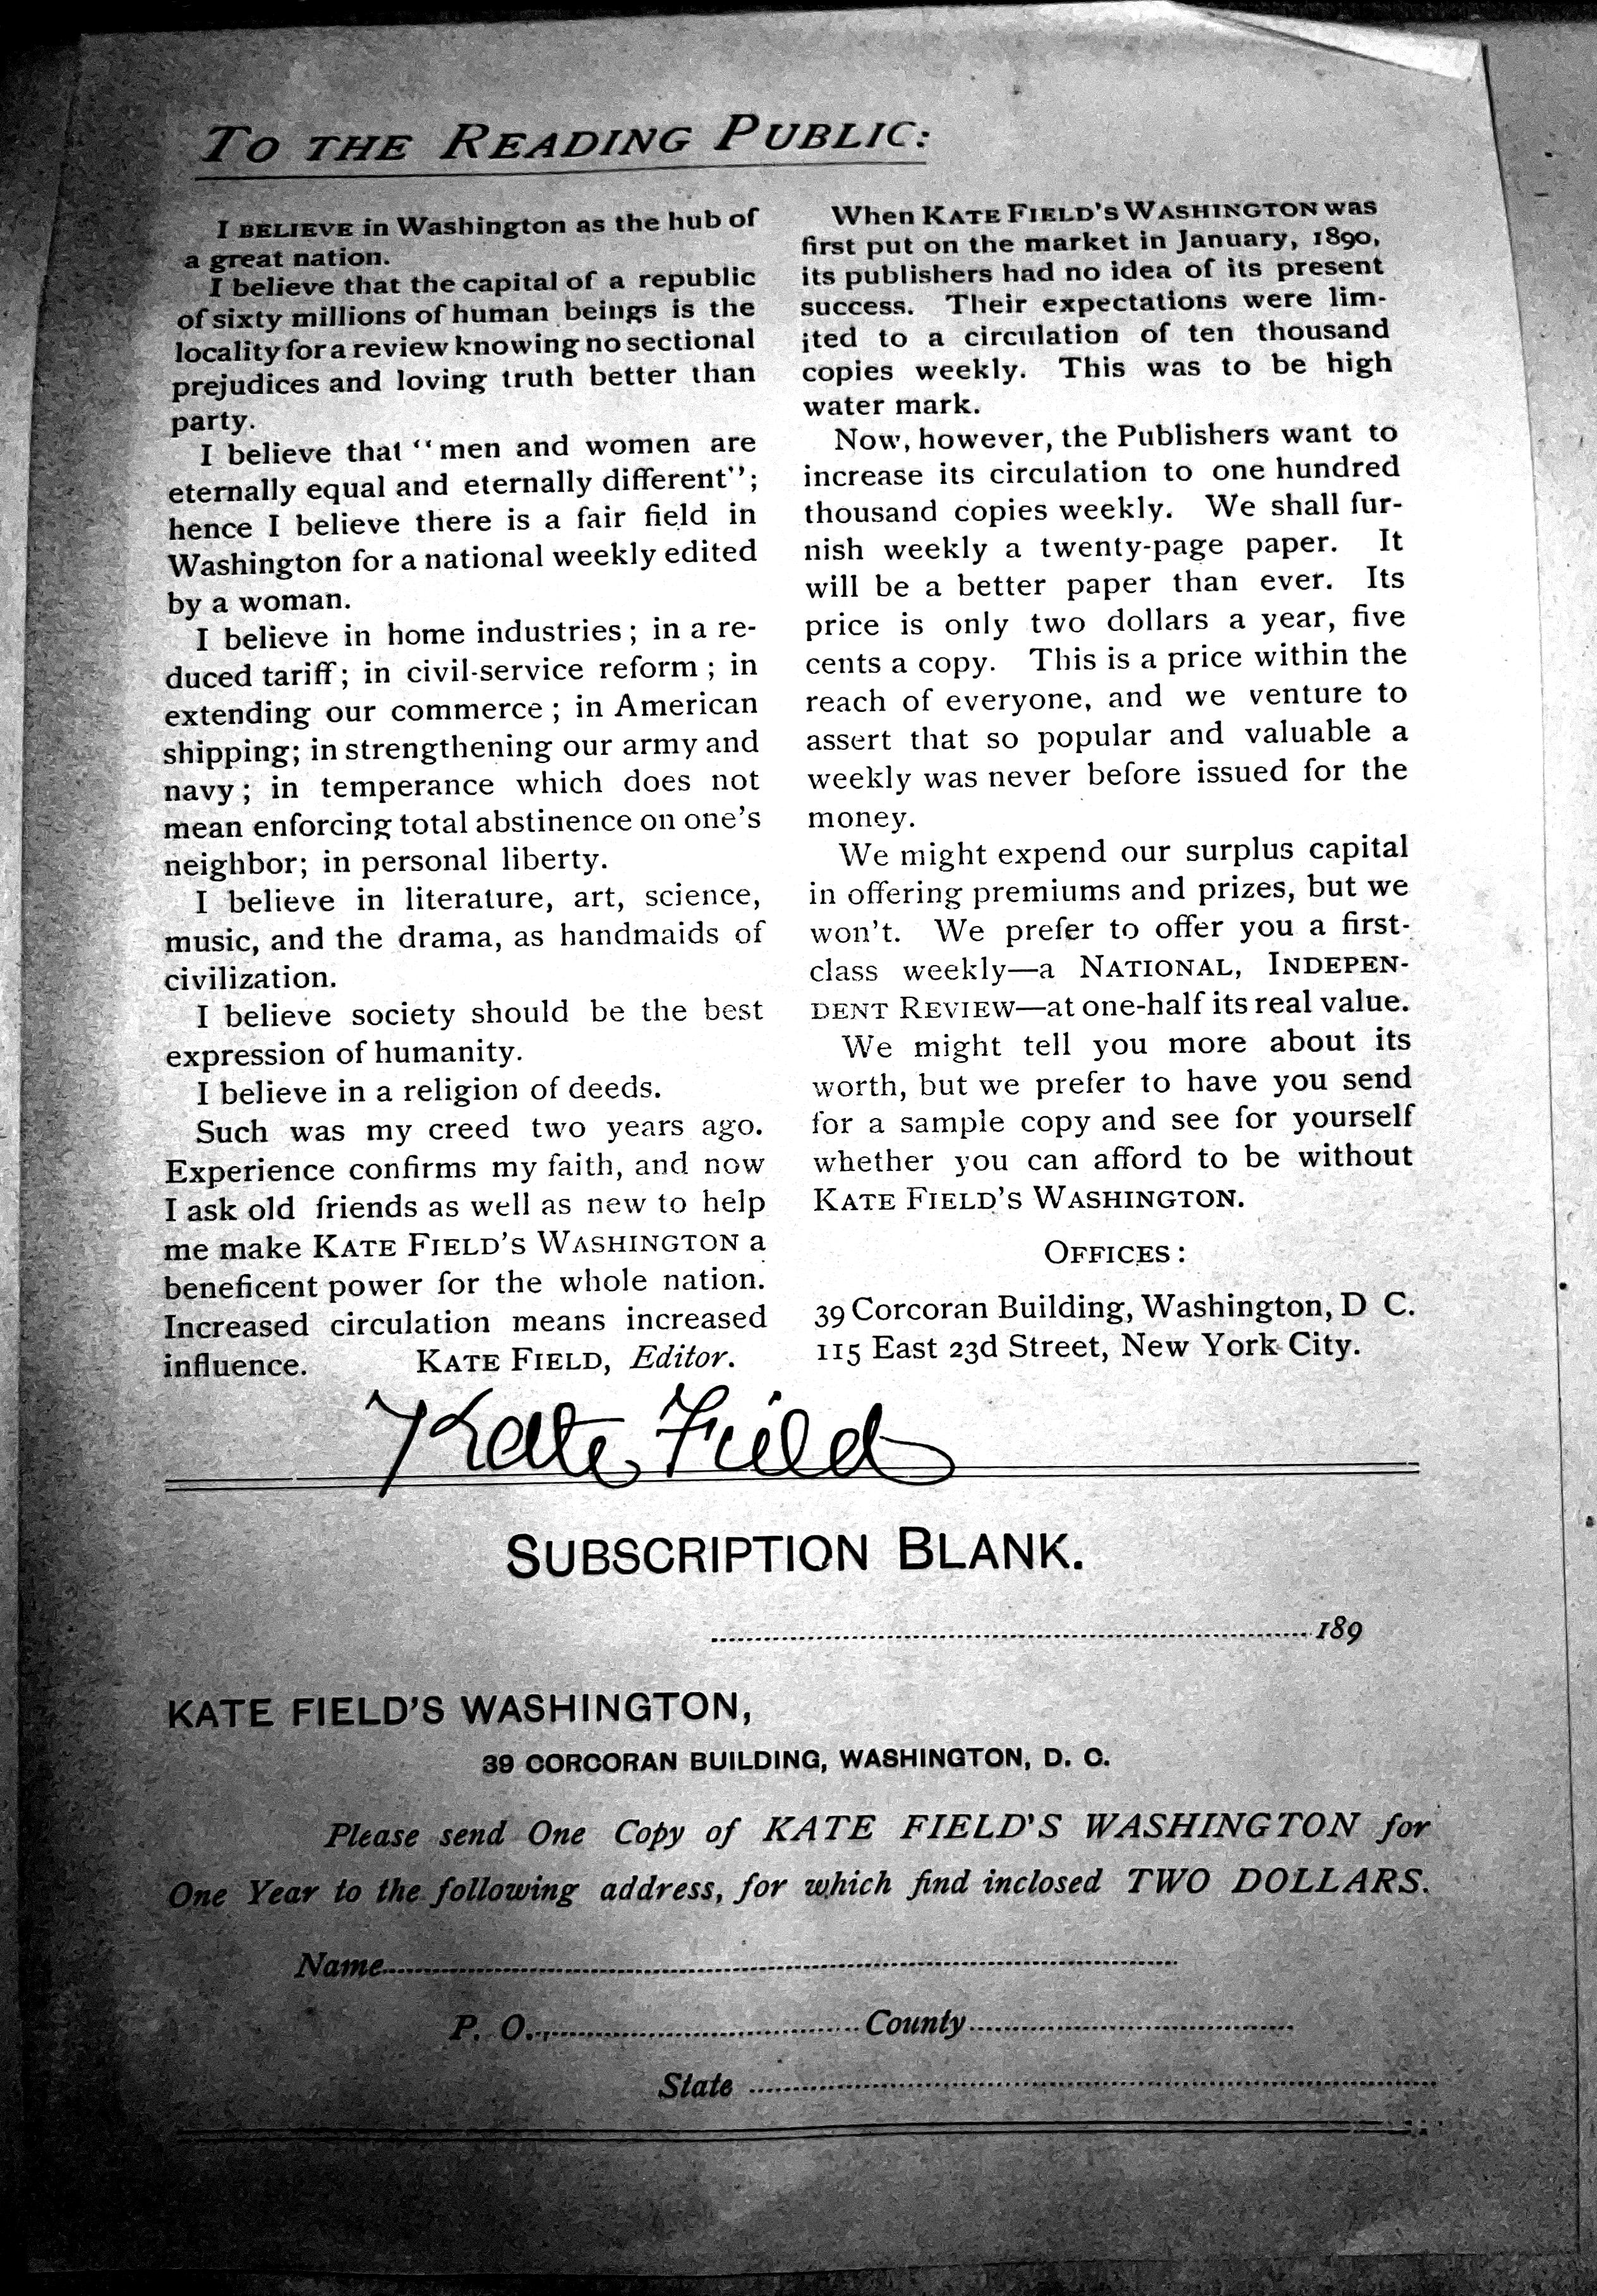 TO THE READING PUBLIC:
I BELIEVE in Washington as the hub of
a great nation.
I believe that the capital of a republic
of sixty millions of human beings is the
locality for a review knowing no sectional
prejudices and loving truth better than
party.
I believe that "men and women are
eternally equal and eternally different";
hence I believe there is a fair field in
Washington for a national weekly edited
by a woman.
I believe in home industries; in a re-
duced tariff; in civil-service reform; in
extending our commerce; in American
shipping; in strengthening our army and
navy; in temperance which does not
mean enforcing total abstinence on one's
neighbor; in personal liberty.
I believe in literature, art, science,
music, and the drama, as handmaids of
civilization.
I believe society should be the best
expression of humanity.
I believe in a religion of deeds.
Such was my creed two years ago.
Experience confirms my faith, and now
I ask old friends as well as new to help
me make KATE FIELD'S WASHINGTON a
beneficent power for the whole nation.
Increased circulation means increased
influence. KATE FIELD, Editor.
When KATE FIELD'S WASHINGTON was
first put on the market in January, 1890,
its publishers had no idea of its present
success. Their expectations were lim-
ited to a circulation of ten thousand
copies weekly. This was to be high
water mark.
Now, however, the Publishers want to
increase its circulation to one hundred
thousand copies weekly. We shall fur-
nish weekly a twenty-page paper. It
will be a better paper than ever. Its
price is only two dollars a year, five
cents a copy. This is a price within the
reach of everyone, and we venture to
assert that so popular and valuable a
weekly was never before issued for the
money.
We might expend our surplus capital
in offering premiums and prizes, but we
won't. We prefer to offer you a first-
class weekly—a NATIONAL, INDEPEN-
DENT REVIEW—at one-half its real value.
We might tell you more about its
worth, but we prefer to have you send
for a sample copy and see for yourself
whether you can afford to be without
KATE FIELD'S WASHINGTON.
OFFICES:
39 Corcoran Building, Washington, D C.
115 East 23d Street, New York City.
Kate Field
SUBSCRIPTION BLANK.
189
KATE FIELD'S WASHINGTON,
39 CORCORAN BUILDING, WASHINGTON, D. C.
Please send One Copy of KATE FIELD'S WASHINGTON for
One Year to the following address, for which find inclosed TWO DOLLARS.
Name
P. O. County
State